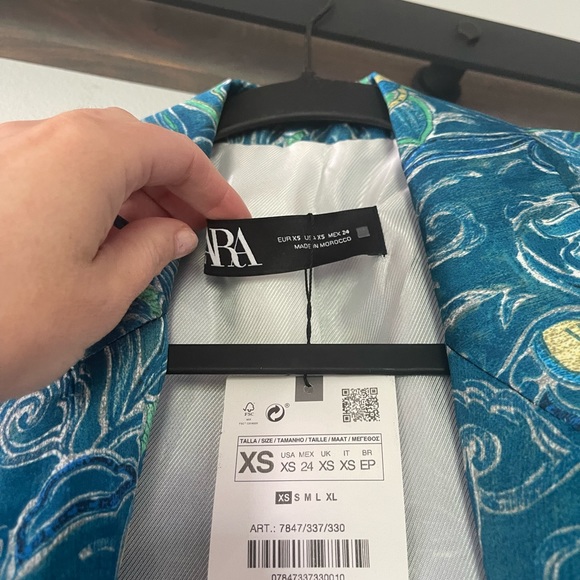 ARA
EUR XS USA XS MEX 24
MADE IN MOROCCO
FSC
TALLA / SIZE / TAMANHO / TAILLE / MAAT / ΜΕΓΕΘΟΣ
XS
USA MEX UK IT BR
XS 24 XS XS EP
XS S M L XL
ART.: 7847/337/330
07847337330010